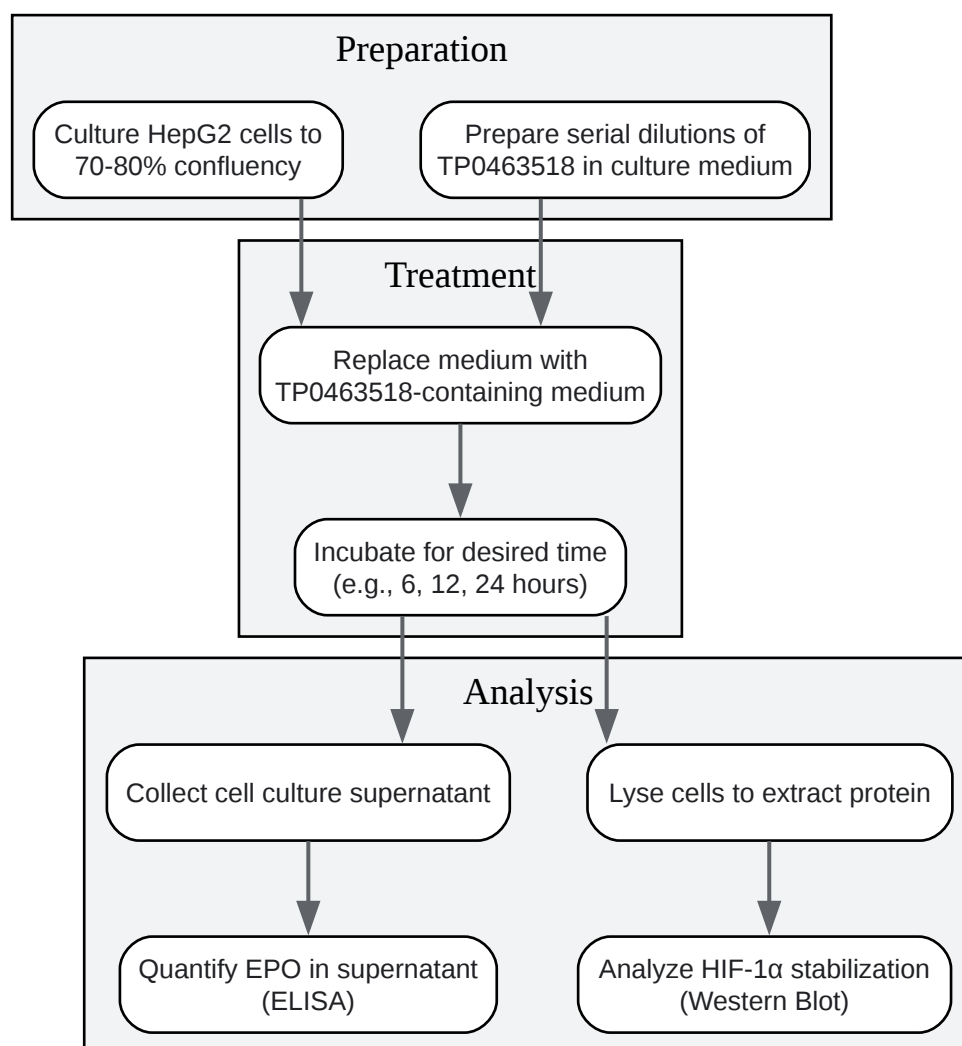 Preparation
Culture HepG2 cells to
70-80% confluency
Prepare serial dilutions of
TP0463518 in culture medium
Treatment
Replace medium with
TP0463518-containing medium
Incubate for desired time
(e.g., 6, 12, 24 hours)
Analysis
Collect cell culture supernatant
Lyse cells to extract protein
Quantify EPO in supernatant
(ELISA)
Analyze HIF-1α stabilization
(Western Blot)